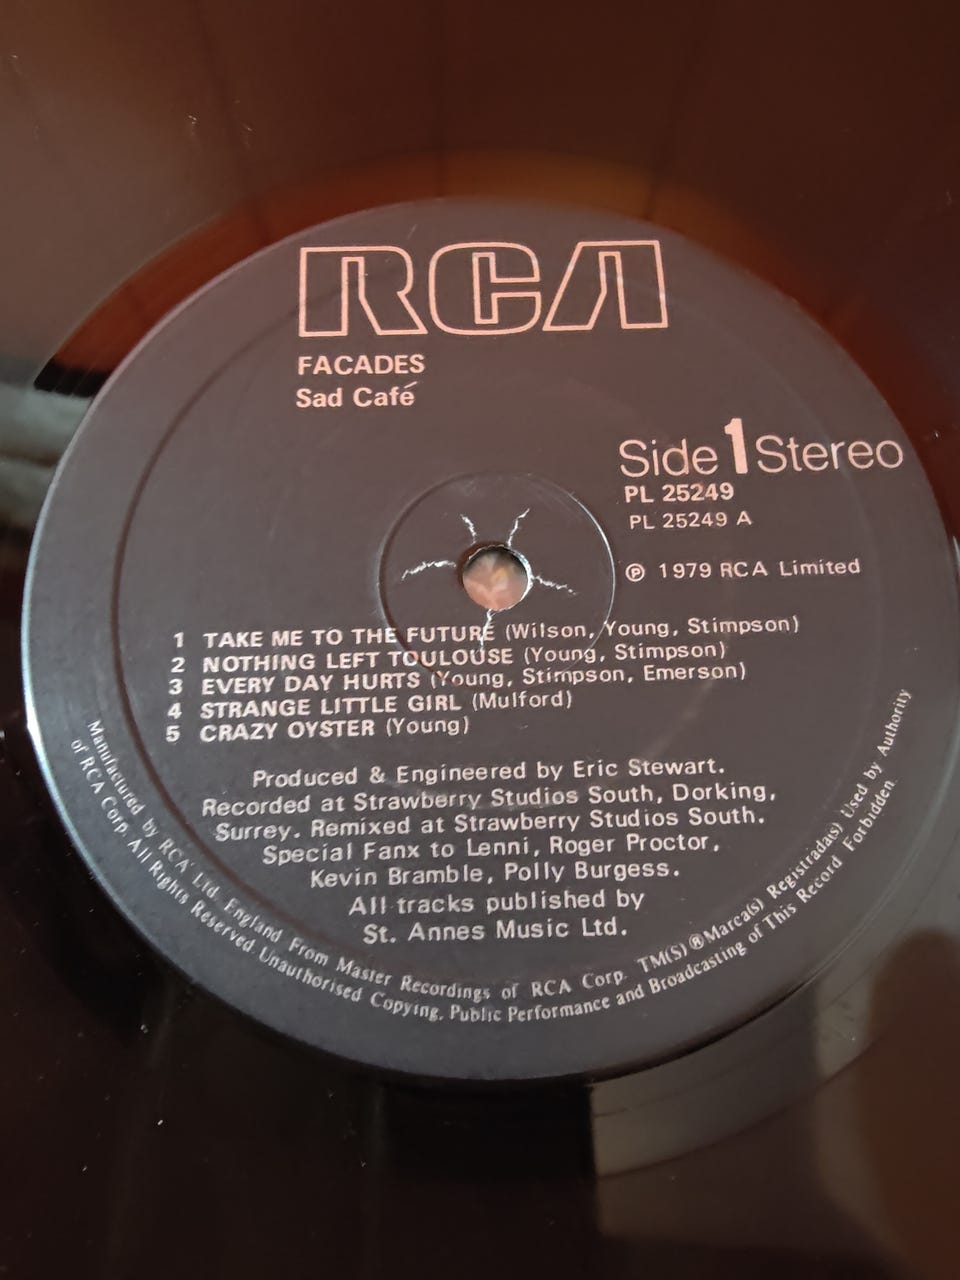 RCA
FACADES
Sad Café
Side 1 Stereo
PL 25249
PL 25249 A
Ⓟ 1979 RCA Limited
1 TAKE ME TO THE FUTURE (Wilson, Young, Stimpson)
2 NOTHING LEFT TOULOUSE (Young, Stimpson)
3 EVERY DAY HURTS (Young, Stimpson, Emerson)
4 STRANGE LITTLE GIRL (Mulford)
5 CRAZY OYSTER (Young)
Produced & Engineered by Eric Stewart.
Recorded at Strawberry Studios South, Dorking,
Surrey. Remixed at Strawberry Studios South.
Special Fanx to Lenni, Roger Proctor,
Kevin Bramble, Polly Burgess.
All tracks published by
St. Annes Music Ltd.
Manufactured by RCA Ltd. England From Master Recordings of RCA Corp. TM(S) ® Marca(s) Registrada(s) Used by Authority
of RCA Corp. All Rights Reserved. Unauthorised Copying, Public Performance and Broadcasting of This Record Forbidden.